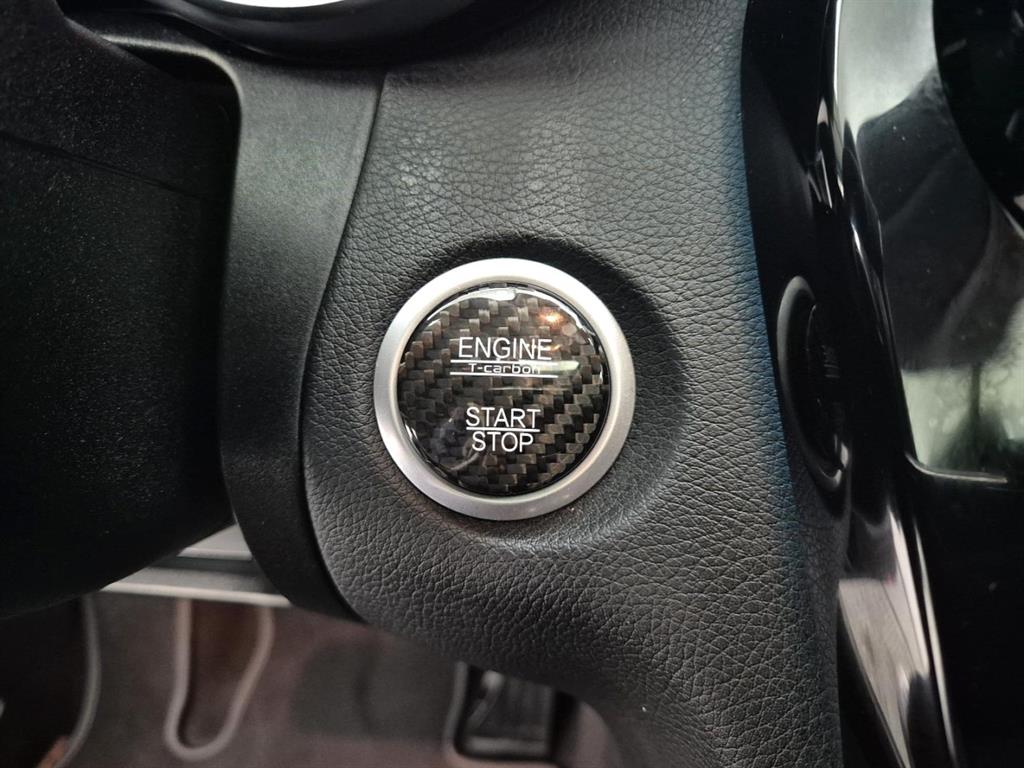 ENGINE
T-carbon
START
STOP